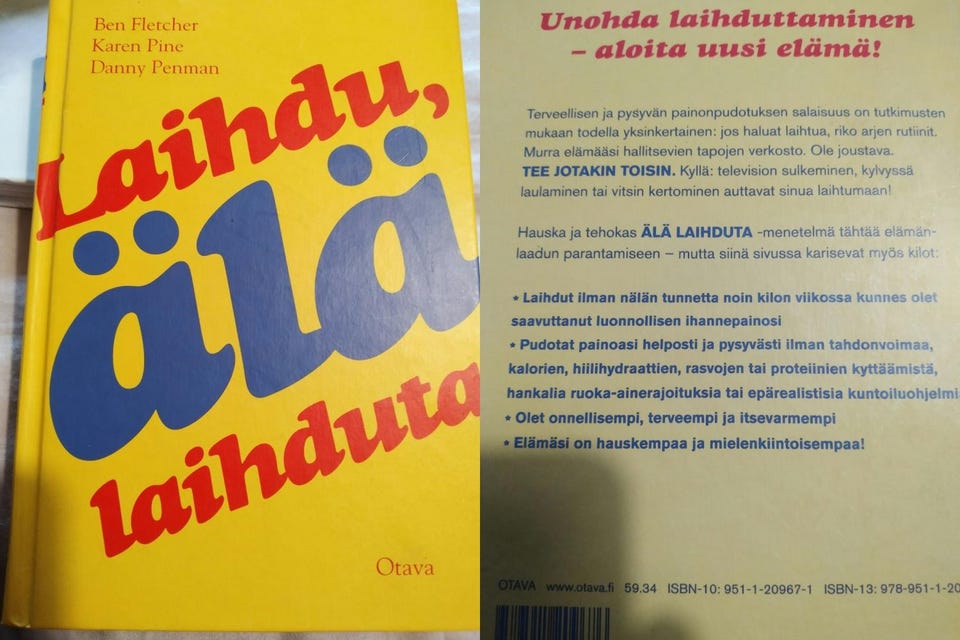 Ben Fletcher
Karen Pine
Danny Penman
Laihdu,
älä
laihduta
Otava
Unohda laihduttaminen
– aloita uusi elämä!
Terveellisen ja pysyvän painonpudotuksen salaisuus on tutkimusten
mukaan todella yksinkertainen: jos haluat laihtua, riko arjen rutiinit.
Murra elämääsi hallitsevien tapojen verkosto. Ole joustava.
TEE JOTAKIN TOISIN. Kyllä: television sulkeminen, kylvyssä
laulaminen tai vitsin kertominen auttavat sinua laihtumaan!
Hauska ja tehokas ÄLÄ LAIHDUTA -menetelmä tähtää elämän-
laadun parantamiseen – mutta siinä sivussa karisevat myös kilot:
* Laihdut ilman nälän tunnetta noin kilon viikossa kunnes olet
saavuttanut luonnollisen ihannepainosi
* Pudotat painoasi helposti ja pysyvästi ilman tahdonvoimaa,
kalorien, hiilihydraattien, rasvojen tai proteiinien kyttäämistä,
hankalia ruoka-ainerajoituksia tai epärealistisia kuntoiluohjelmi
* Olet onnellisempi, terveempi ja itsevarmempi
* Elämäsi on hauskempaa ja mielenkiintoisempaa!
OTAVA www.otava.fi 59.34 ISBN-10: 951-1-20967-1 ISBN-13: 978-951-1-20